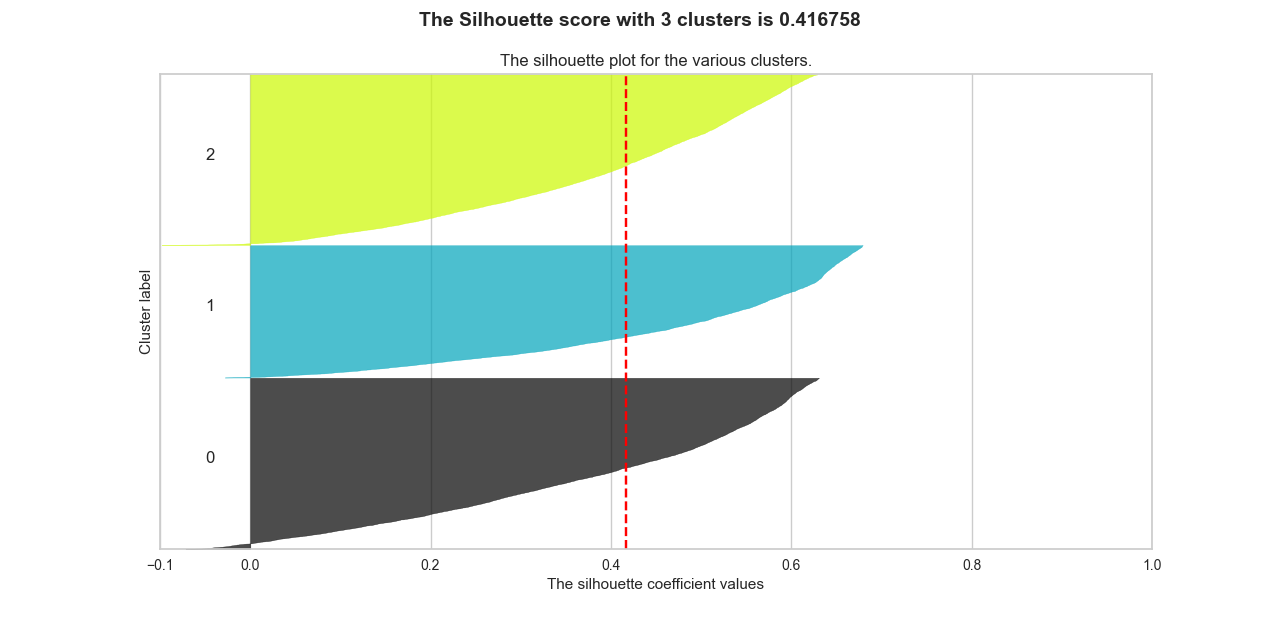 The Silhouette score with 3 clusters is 0.416758
The silhouette plot for the various clusters.
2
1
0
Cluster label
−0.1 0.0 0.2 0.4 0.6 0.8 1.0
The silhouette coefficient values